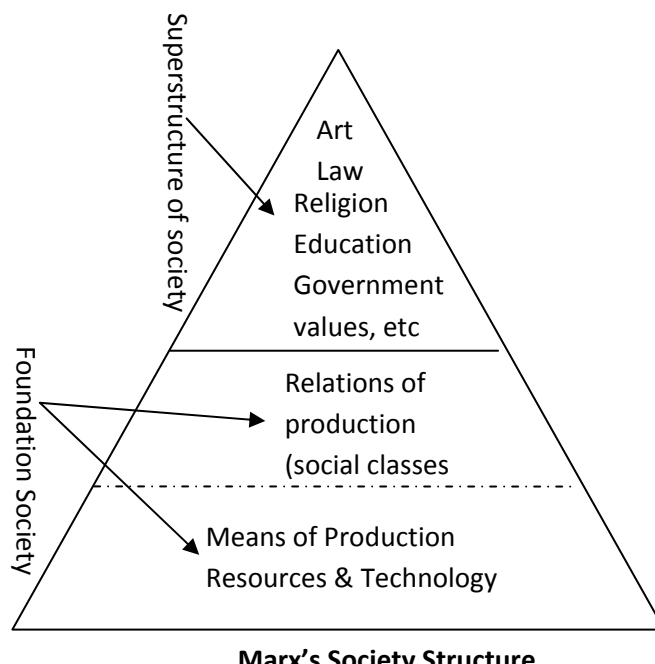 Superstructure of society
Art
Law
Religion
Education
Government
values, etc
Foundation Society
Relations of
production
(social classes
Means of Production
Resources & Technology
Marx's Society Structure